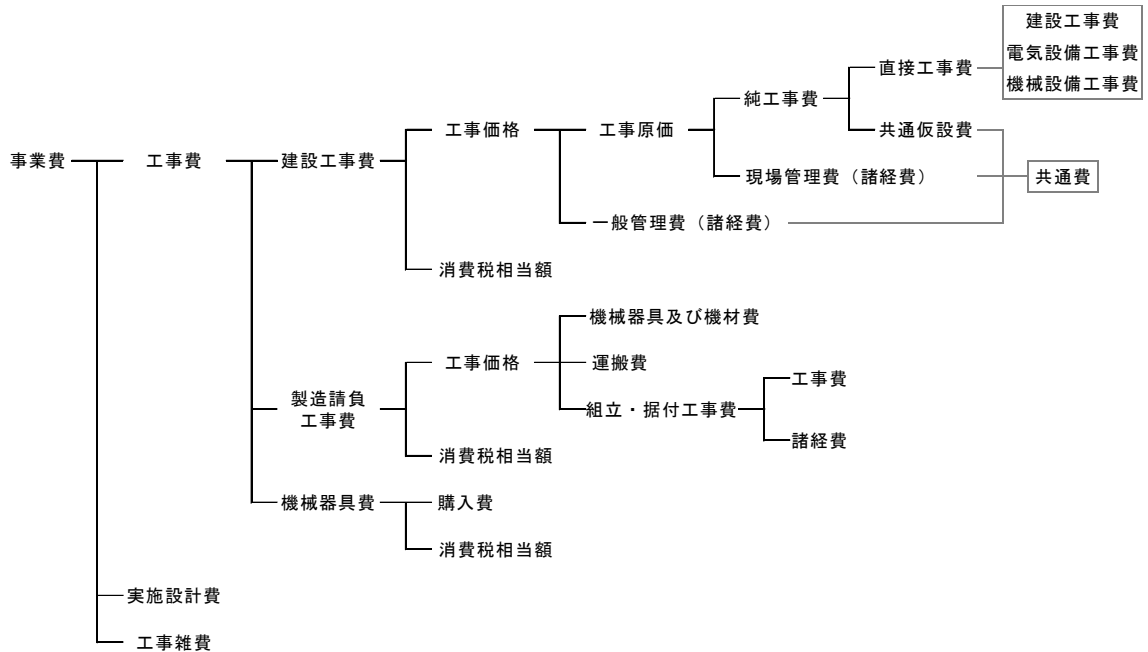 建設工事費
電気設備工事費
機械設備工事費
直接工事費
純工事費
共通仮設費
工事価格
工事原価
事業費
工事費
建設工事費
現場管理費（諸経費）
共通費
一般管理費（諸経費）
消費税相当額
機械器具及び機材費
工事価格
運搬費
工事費
製造請負
工事費
組立・据付工事費
諸経費
消費税相当額
機械器具費
購入費
消費税相当額
実施設計費
工事雑費